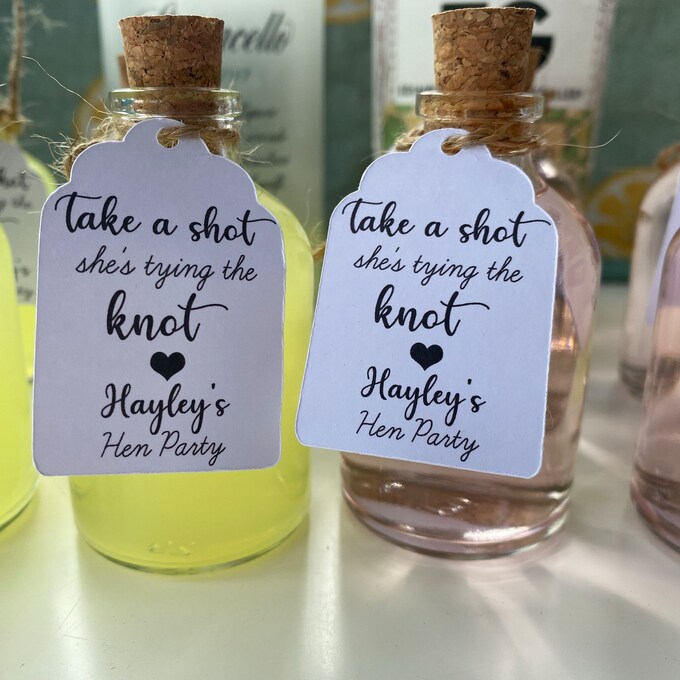 Take a shot
she's tying the
knot
Hayley's
Hen Party
Take a shot
she's tying the
knot
Hayley's
Hen Party